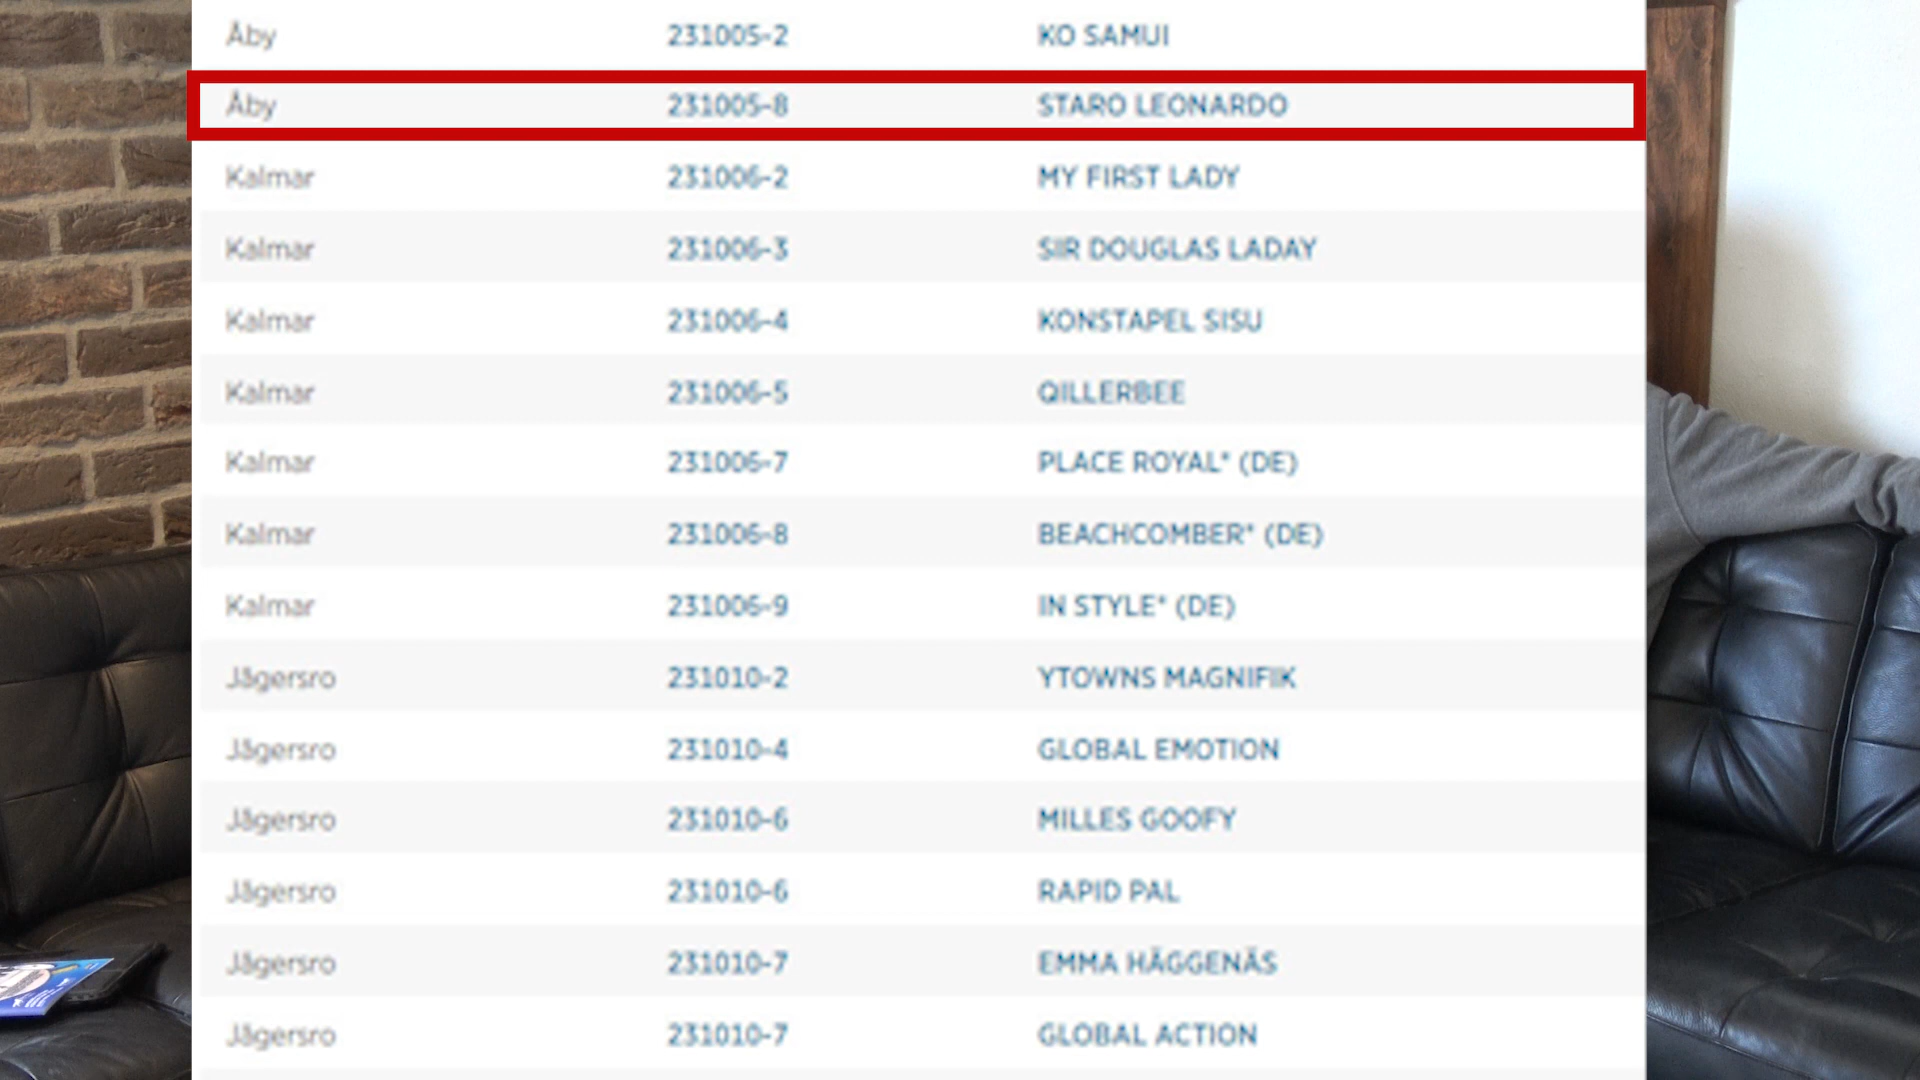 Åby 231005-2 KO SAMUI
Åby 231005-8 STARO LEONARDO
Kalmar 231006-2 MY FIRST LADY
Kalmar 231006-3 SIR DOUGLAS LADAY
Kalmar 231006-4 KONSTAPEL SISU
Kalmar 231006-5 QILLERBEE
Kalmar 231006-7 PLACE ROYAL* (DE)
Kalmar 231006-8 BEACHCOMBER* (DE)
Kalmar 231006-9 IN STYLE* (DE)
Jägersro 231010-2 YTOWNS MAGNIFIK
Jägersro 231010-4 GLOBAL EMOTION
Jägersro 231010-6 MILLES GOOFY
Jägersro 231010-6 RAPID PAL
Jägersro 231010-7 EMMA HÄGGENÄS
Jägersro 231010-7 GLOBAL ACTION